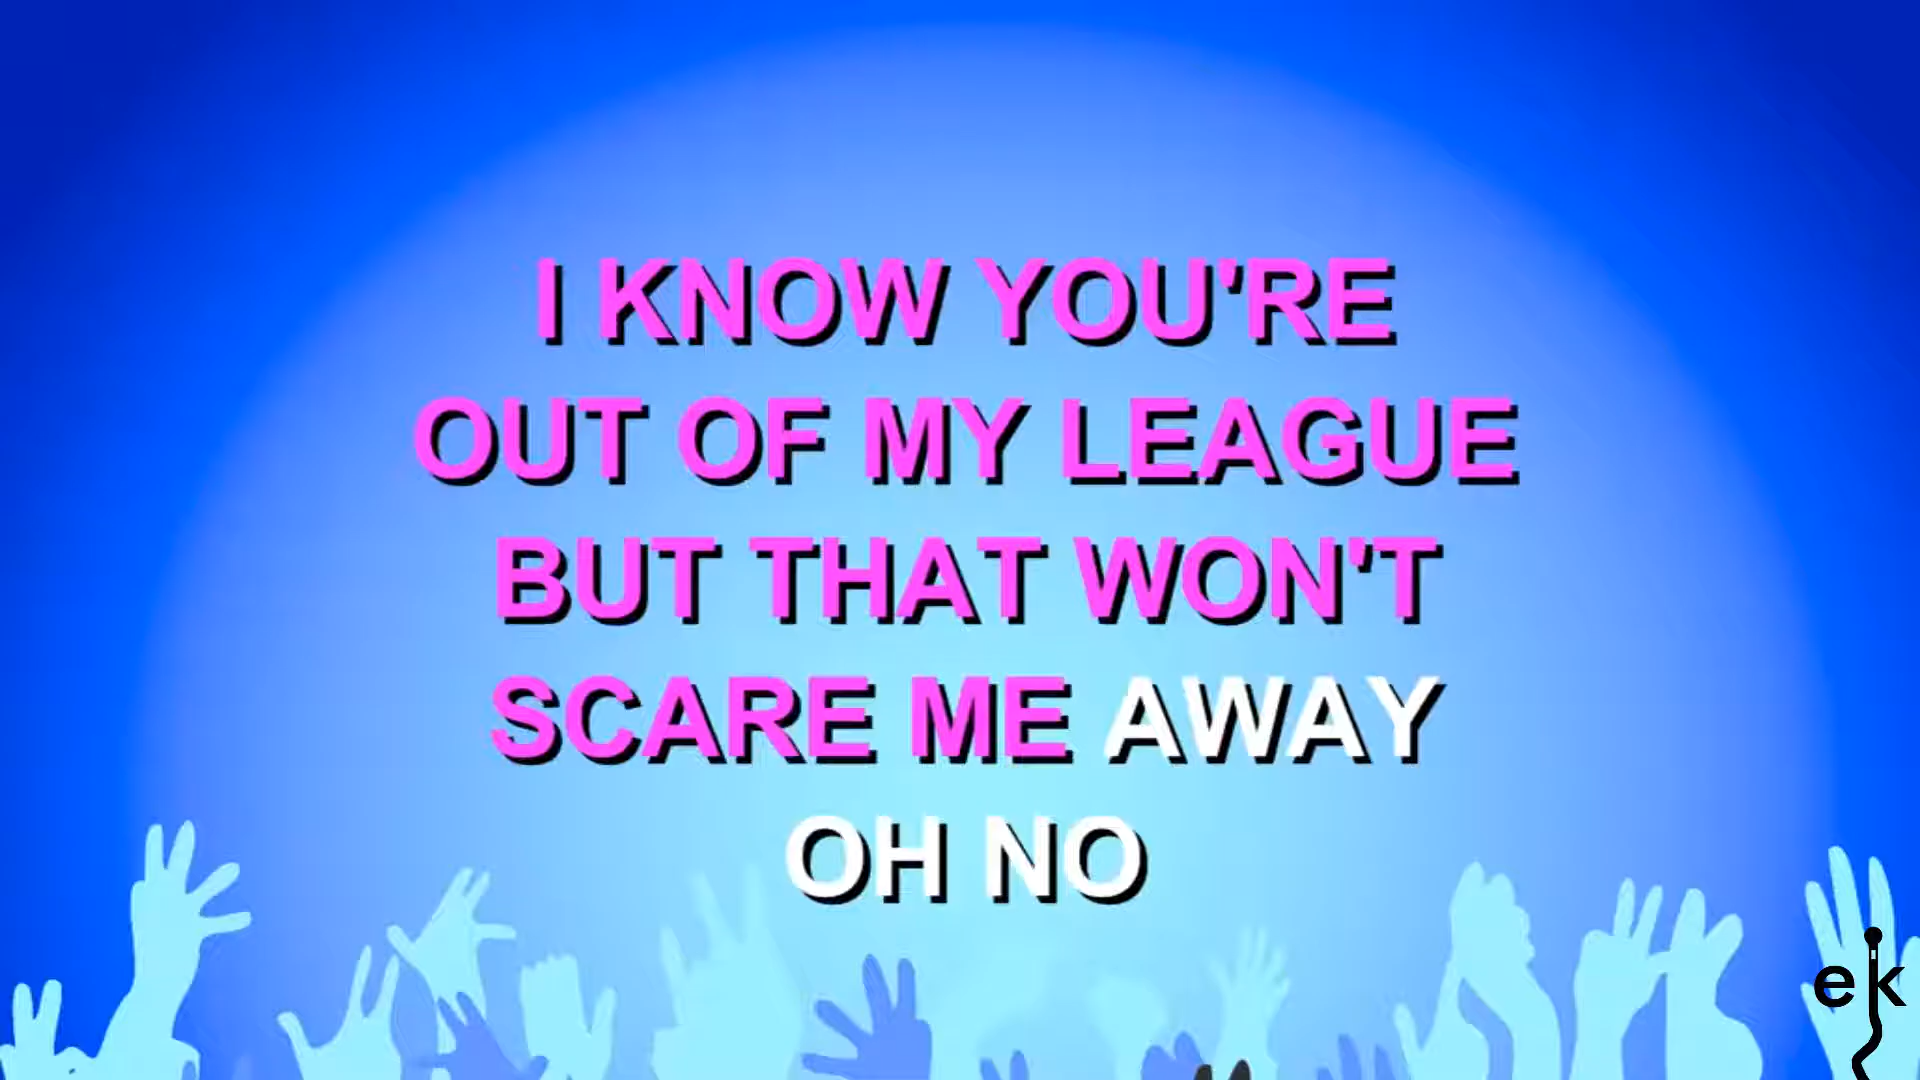 I KNOW YOU'RE
OUT OF MY LEAGUE
BUT THAT WON'T
SCARE ME AWAY
OH NO
ek